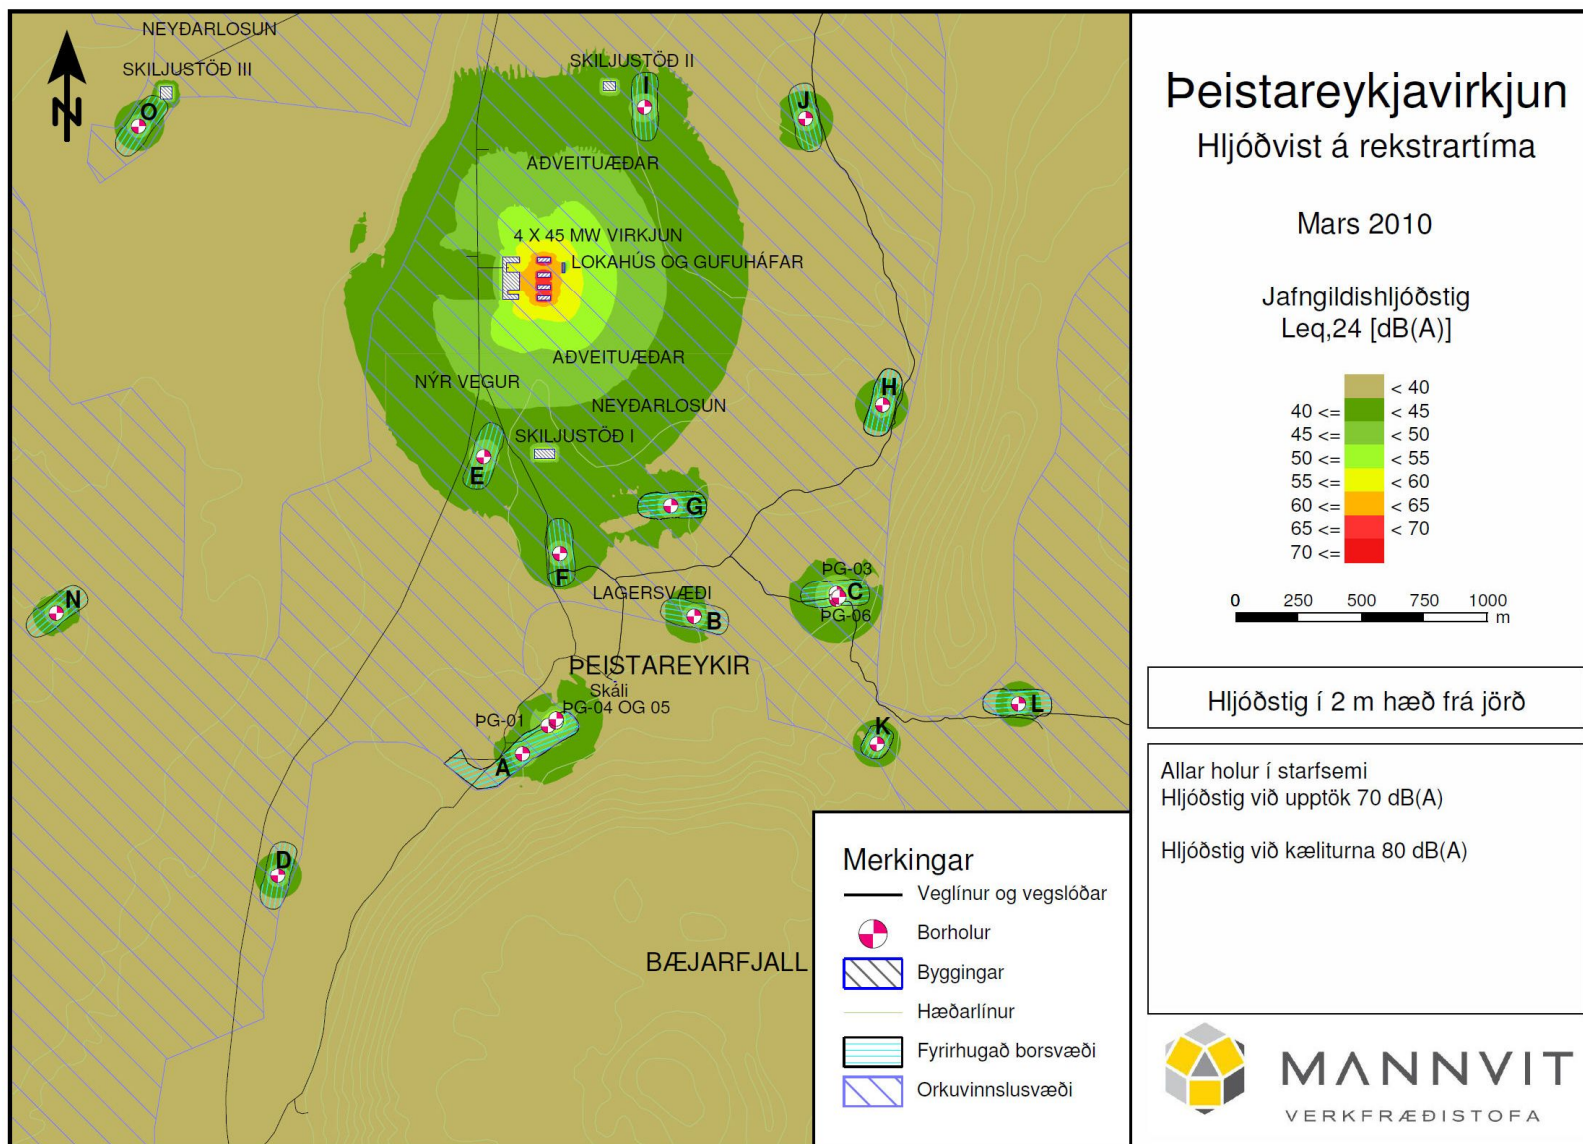 NEYÐARLOSUN
SKILJUSTÖÐ III
O
N
SKILJUSTÖÐ II
I
J
AÐVEITUÆÐAR
4 X 45 MW VIRKJUN
LOKAHÚS OG GUFUHÁFAR
AÐVEITUÆÐAR
NÝR VEGUR
H
NEYÐARLOSUN
SKILJUSTÖÐ I
E
G
F
ÞG-03
C
ÞG-06
LAGERSVÆÐI
B
N
ÞEISTAREYKIR
Skáli
ÞG-04 OG 05
ÞG-01
A
L
K
D
BÆJARFJALL
Merkingar
Veglínur og vegslóðar
Borholur
Byggingar
Hæðarlínur
Fyrirhugað borsvæði
Orkuvinnslusvæði
Þeistareykjavirkjun
Hljóðvist á rekstrartíma
Mars 2010
Jafngildishljóðstig
Leq,24 [dB(A)]
< 40
40 <= < 45
45 <= < 50
50 <= < 55
55 <= < 60
60 <= < 65
65 <= < 70
70 <=
0 250 500 750 1000
m
Hljóðstig í 2 m hæð frá jörð
Allar holur í starfsemi
Hljóðstig við upptök 70 dB(A)
Hljóðstig við kæliturna 80 dB(A)
MANNVIT
VERKFRÆÐISTOFA